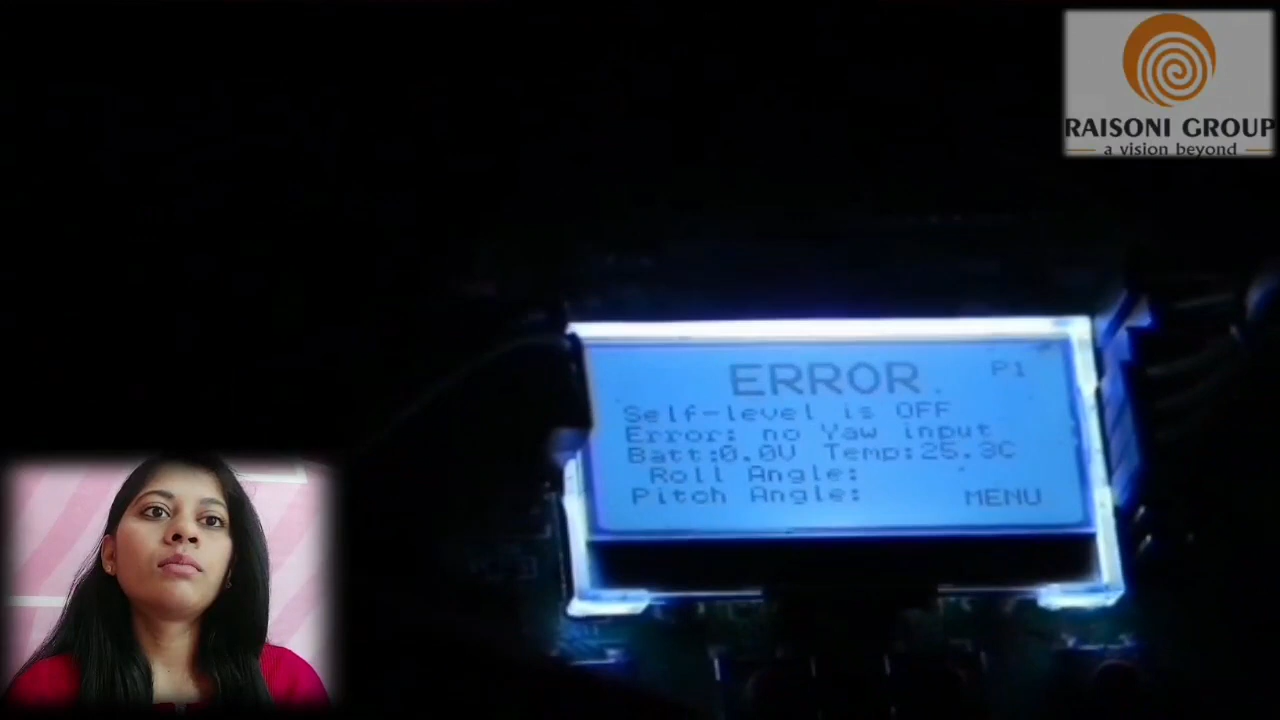 RAISONI GROUP
a vision beyond
ERROR P1
Self-level is OFF
Error: no Yaw input
Batt:0.0V Temp:25.3C
Roll Angle:
Pitch Angle: MENU